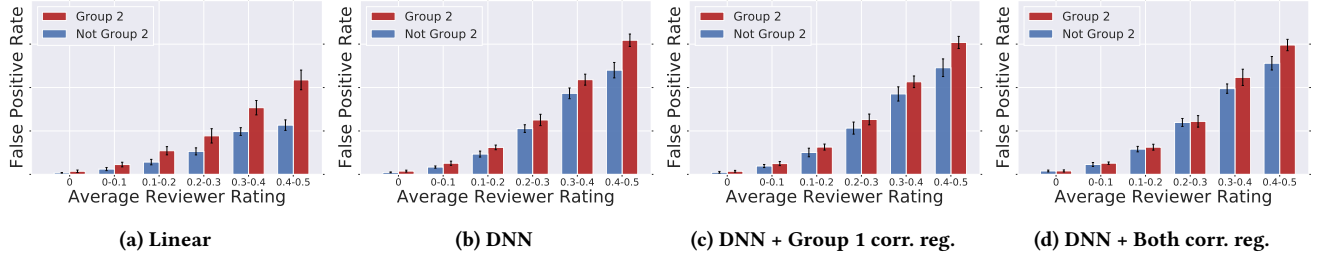 False Positive Rate
Group 2
Not Group 2
0
0-0.1
0.1-0.2
0.2-0.3
0.3-0.4
0.4-0.5
Average Reviewer Rating
(a) Linear
False Positive Rate
Group 2
Not Group 2
0
0-0.1
0.1-0.2
0.2-0.3
0.3-0.4
0.4-0.5
Average Reviewer Rating
(b) DNN
False Positive Rate
Group 2
Not Group 2
0
0-0.1
0.1-0.2
0.2-0.3
0.3-0.4
0.4-0.5
Average Reviewer Rating
(c) DNN + Group 1 corr. reg.
False Positive Rate
Group 2
Not Group 2
0
0-0.1
0.1-0.2
0.2-0.3
0.3-0.4
0.4-0.5
Average Reviewer Rating
(d) DNN + Both corr. reg.